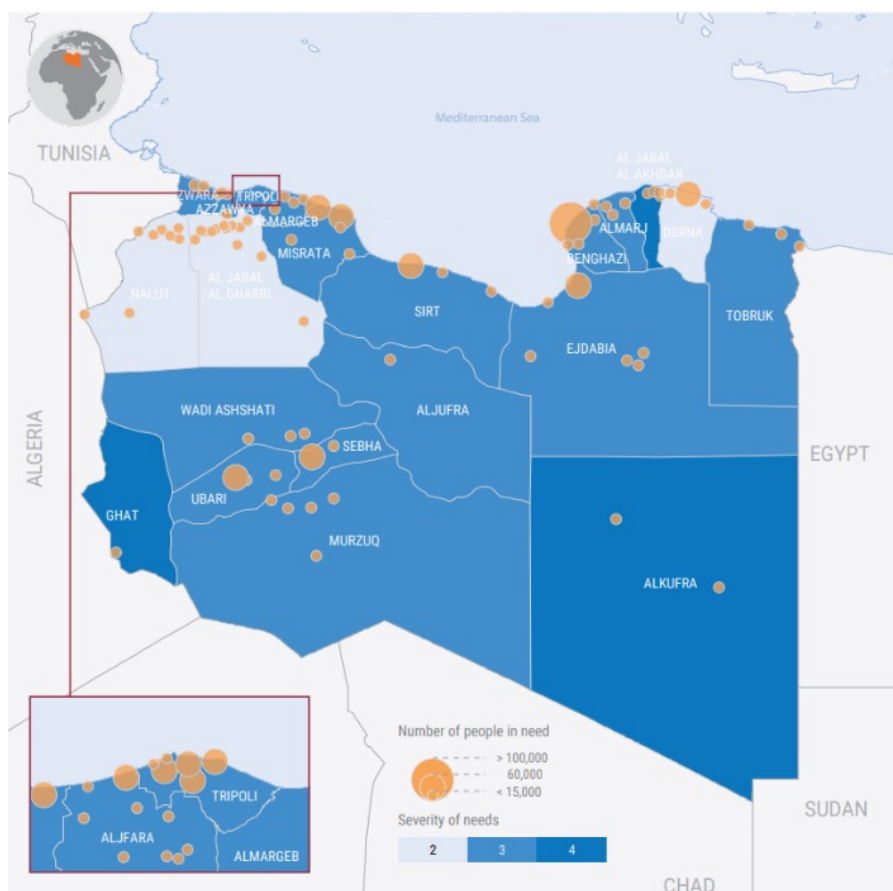 Mediterranean Sea
TUNISIA
AL JABAL
AL AKHDAR
ZWARA
TRIPOLI
AZZAWYA
ALMARGEB
ALMARJ
DERNA
MISRATA
BENGHAZI
AL JABAL
AL GHARBI
NALUT
SIRT
TOBRUK
EJDABIA
WADI ASHSHATI
ALJUFRA
ALGERIA
SEBHA
EGYPT
UBARI
GHAT
MURZUQ
ALKUFRA
Number of people in need
> 100,000
60,000
< 15,000
TRIPOLI
SUDAN
Severity of needs
ALJFARA
2
3
4
ALMARGEB
CHAD